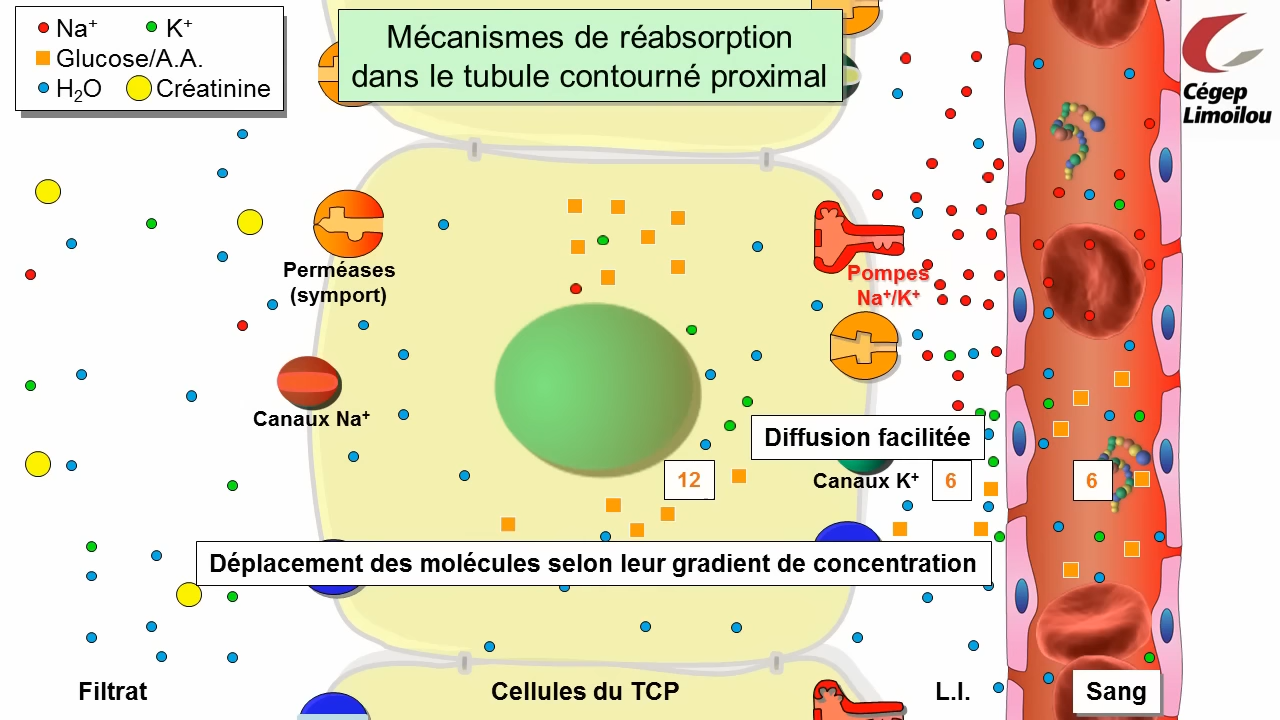 Na⁺ K⁺
Glucose/A.A.
H₂O Créatinine
Mécanismes de réabsorption
dans le tubule contourné proximal
Cégep
Limoilou
Perméases
(symport)
Pompes
Na⁺/K⁺
Canaux Na⁺
Diffusion facilitée
12
Canaux K⁺
6
6
Déplacement des molécules selon leur gradient de concentration
Filtrat
Cellules du TCP
L.I.
Sang